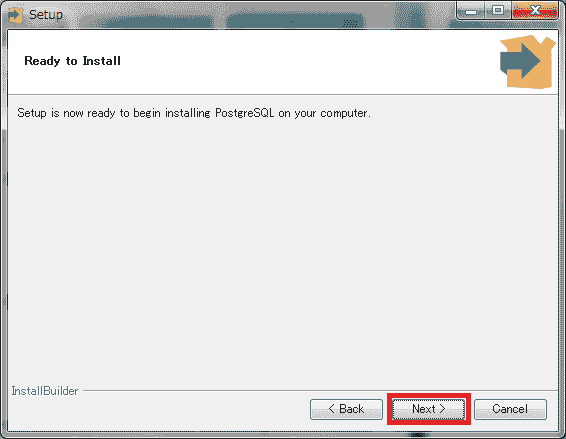 Setup
Ready to Install
Setup is now ready to begin installing PostgreSQL on your computer.
InstallBuilder
< Back
Next >
Cancel